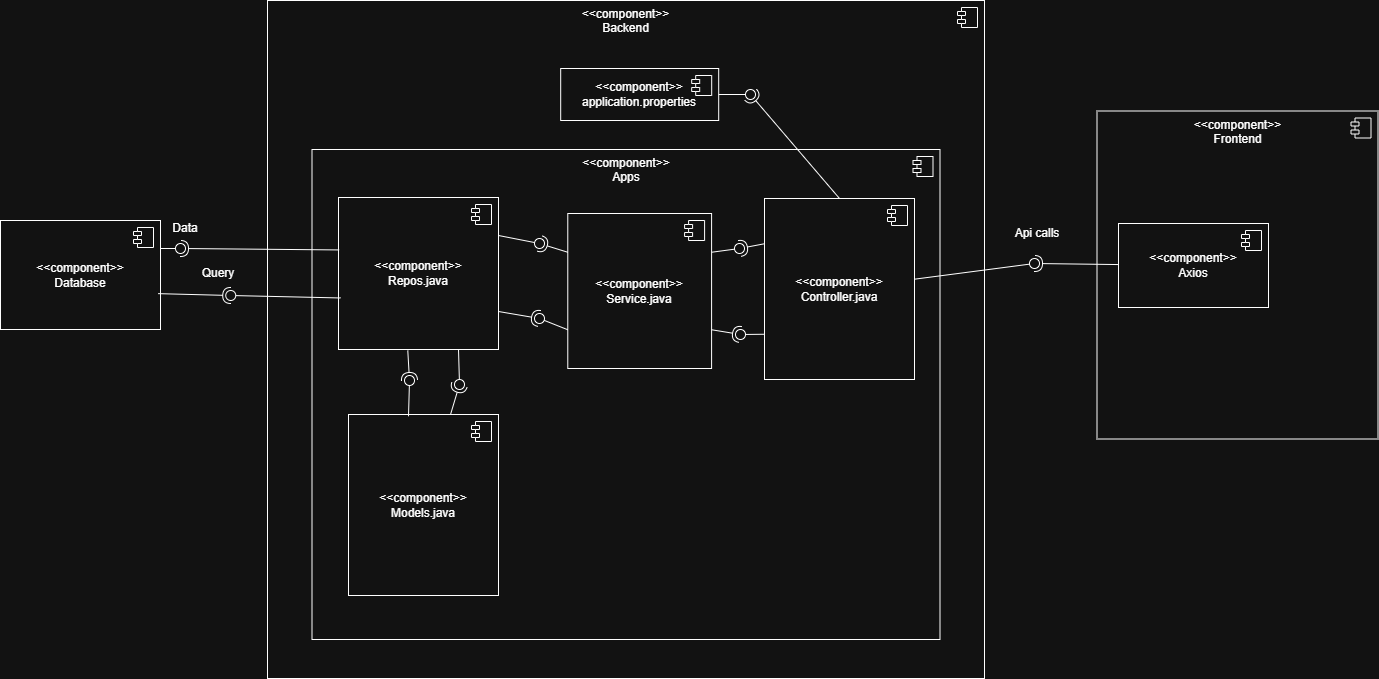 <<component>>
Backend
<<component>>
application.properties
<<component>>
Frontend
<<component>>
Apps
Data
Api calls
<<component>>
Repos.java
<<component>>
Axios
<<component>>
Database
Query
<<component>>
Service.java
<<component>>
Controller.java
<<component>>
Models.java